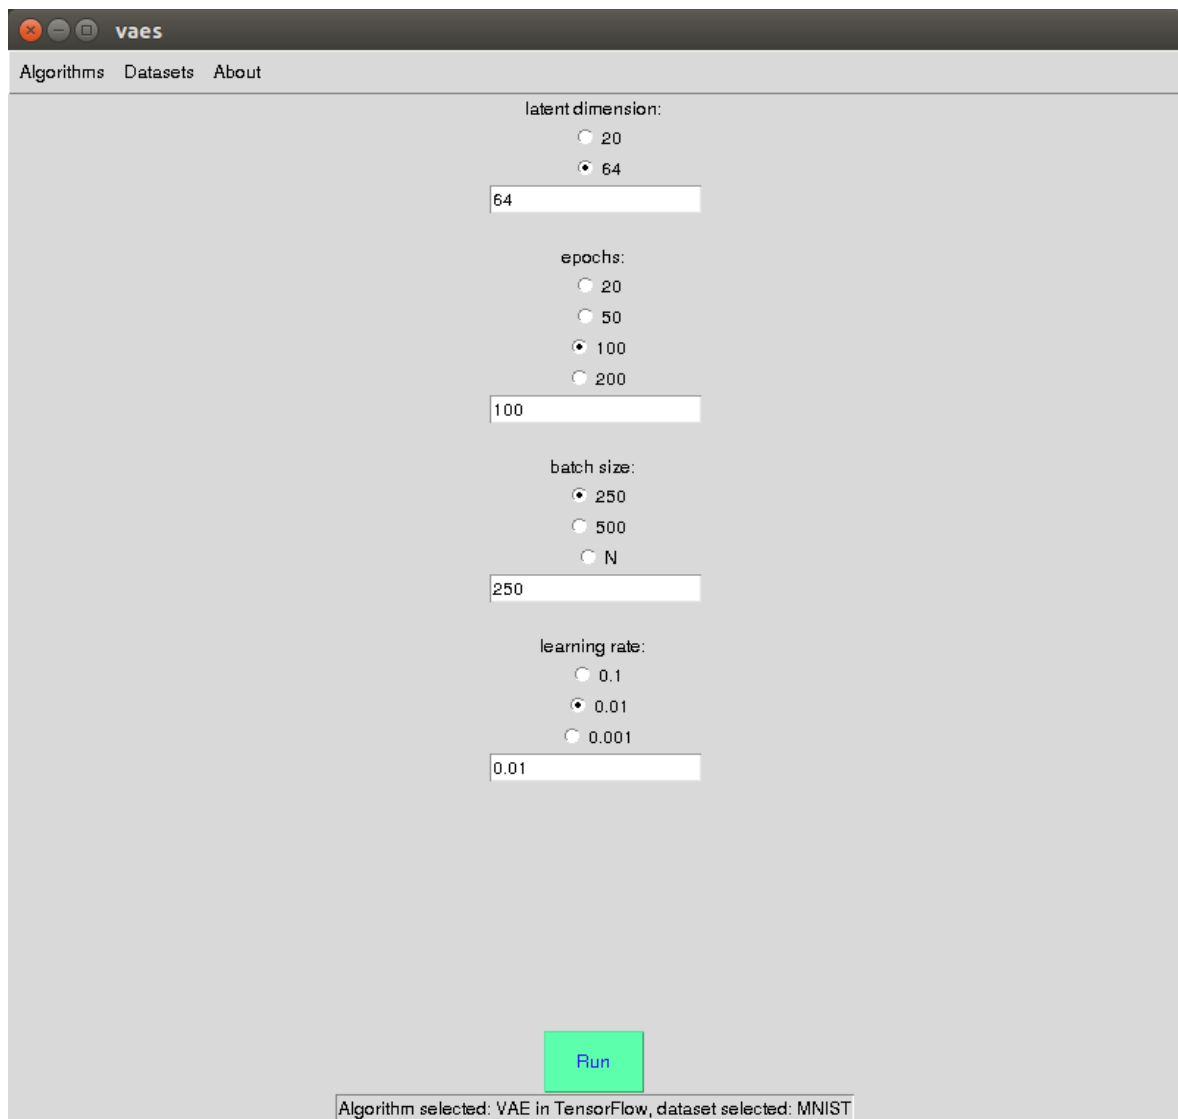 vaes
Algorithms Datasets About
latent dimension:
20
64
64
epochs:
20
50
100
200
100
batch size:
250
500
N
250
learning rate:
0.1
0.01
0.001
0.01
Run
Algorithm selected: VAE in TensorFlow, dataset selected: MNIST